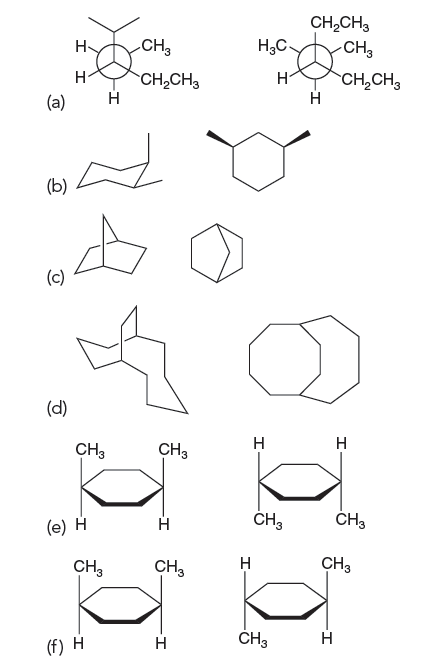 CH₂CH₃
H CH₃ H₃C CH₃
H CH₂CH₃ H CH₂CH₃
(a) H H
(b)
(c)
(d)
CH₃ CH₃ H H
(e) H H CH₃ CH₃
CH₃ CH₃ H CH₃
(f) H H CH₃ H